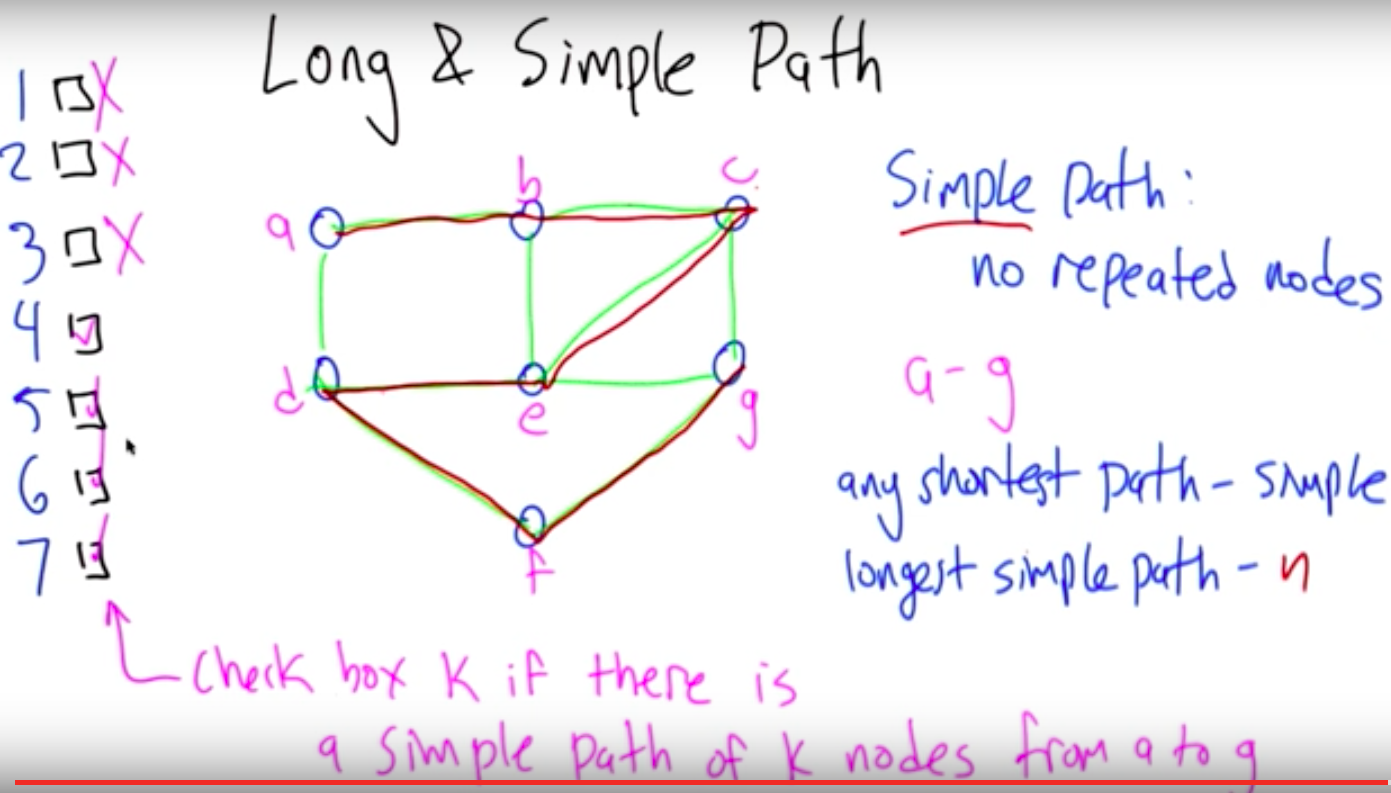 Long & Simple Path
1 X
2 X
3 X
4
5
6
7
a
b
c
d
e
g
f
Simple path:
no repeated nodes
a-g
any shortest path - simple
longest simple path - n
check box k if there is
a simple path of k nodes from a to g